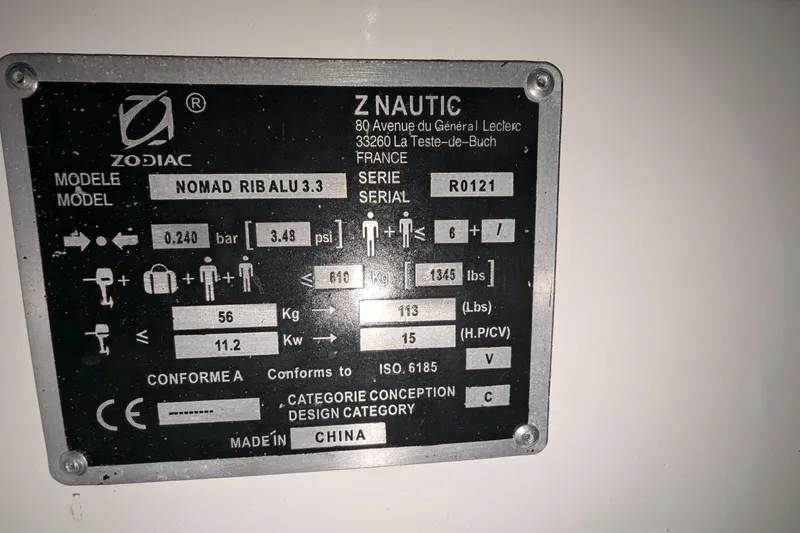 Z ®
ZODIAC
Z NAUTIC
80 Avenue du Général Leclerc
33260 La Teste-de-Buch
FRANCE
MODELE
MODEL
NOMAD RIB ALU 3.3
SERIE
SERIAL
R0121
0.240 bar [ 3.48 psi ]
+ ≤ 6 + /
+ + + ≤ 610 Kg [ 1345 lbs ]
≤ 56 Kg → 113 (Lbs)
11.2 Kw → 15 (H.P/CV)
CONFORME A Conforms to ISO. 6185 V
CE ---------
CATEGORIE CONCEPTION
DESIGN CATEGORY
C
MADE IN CHINA